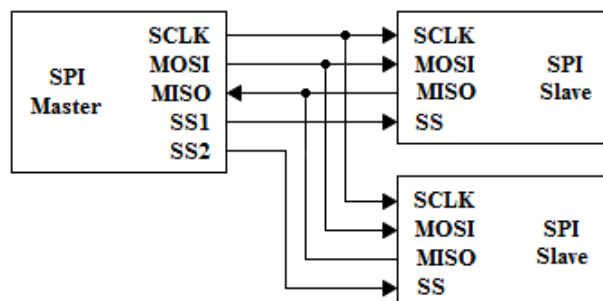 SPI
Master
SCLK
MOSI
MISO
SS1
SS2
SCLK
MOSI
MISO
SS
SPI
Slave
SCLK
MOSI
MISO
SS
SPI
Slave